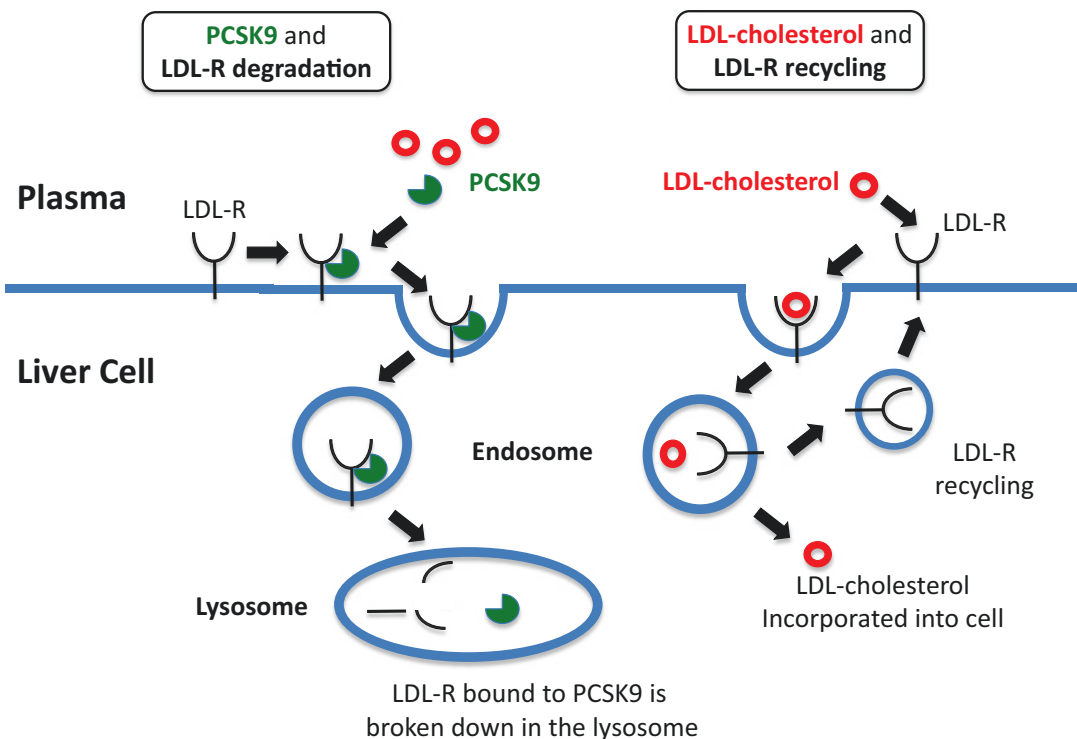 PCSK9 and
LDL-R degradation
LDL-cholesterol and
LDL-R recycling
Plasma
LDL-R
PCSK9
LDL-cholesterol
LDL-R
Liver Cell
Endosome
LDL-R
recycling
Lysosome
LDL-cholesterol
Incorporated into cell
LDL-R bound to PCSK9 is
broken down in the lysosome